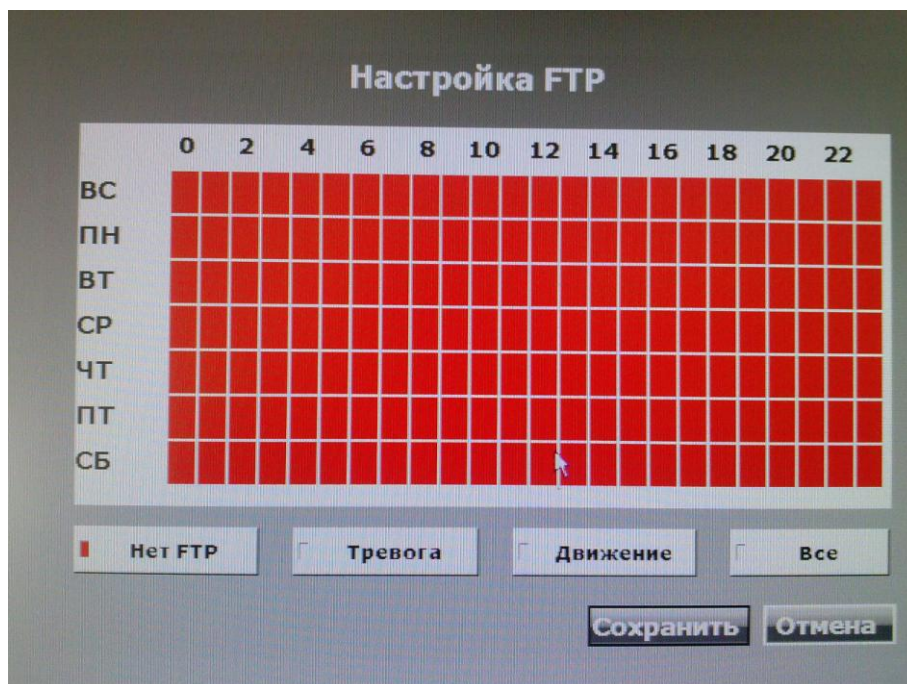 Настройка FTP
0 2 4 6 8 10 12 14 16 18 20 22
ВС
ПН
ВТ
СР
ЧТ
ПТ
СБ
Нет FTP Тревога Движение Все
Сохранить Отмена